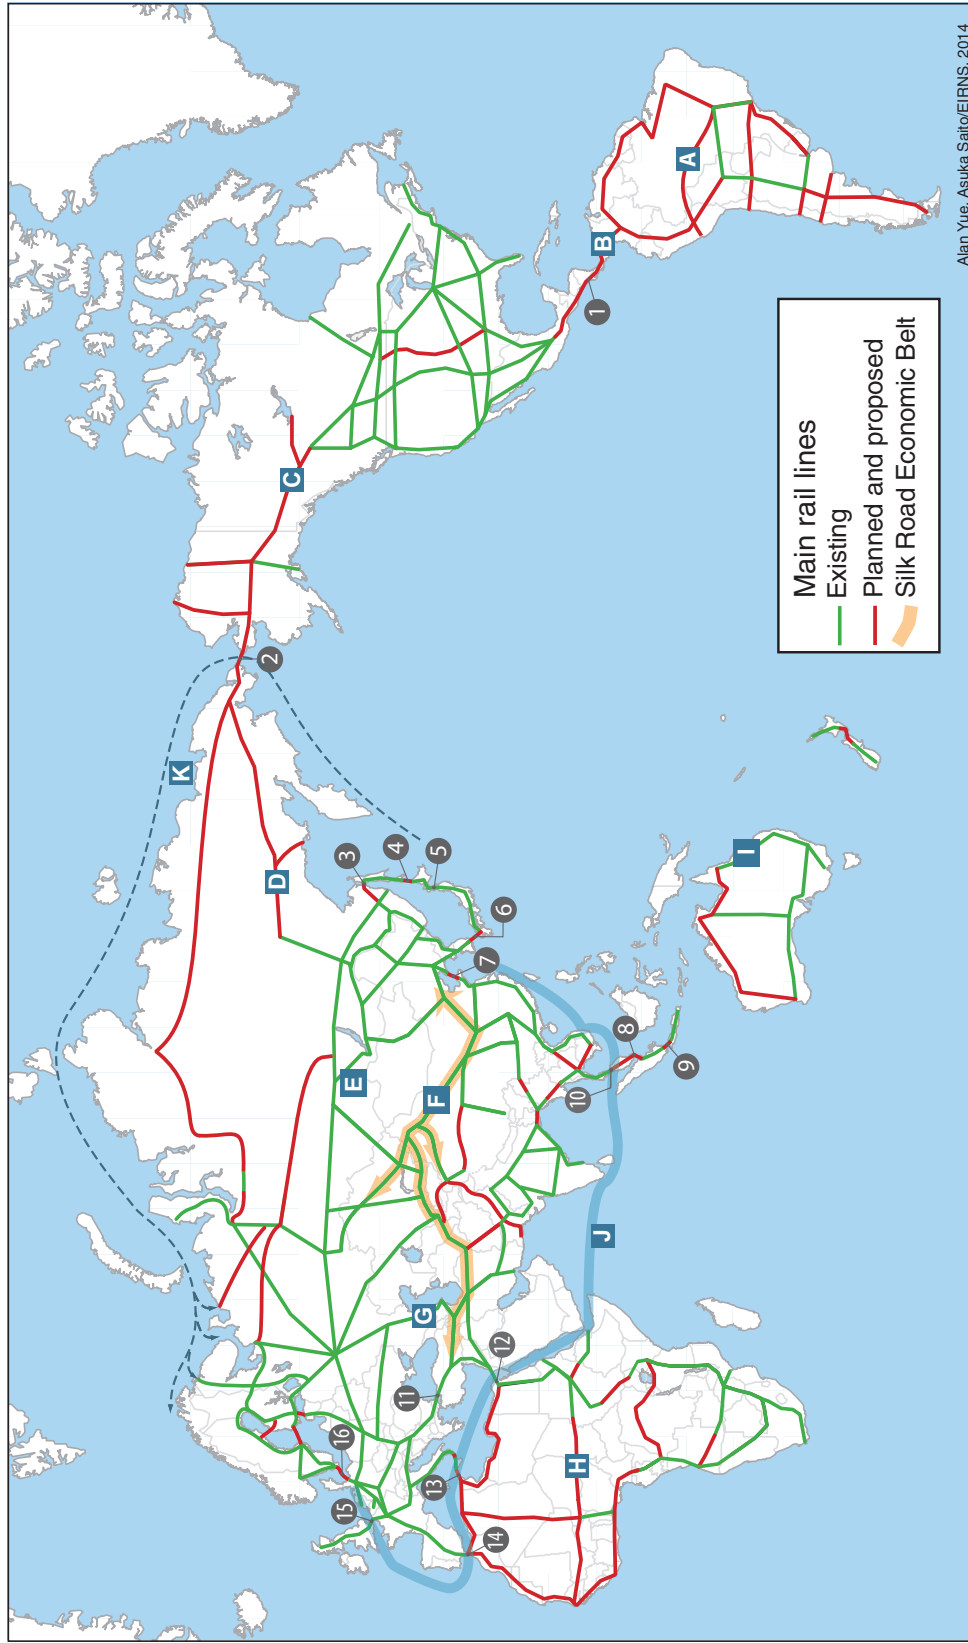 K
C
2
D
E
F
G
A
B
1
3
4
5
6
7
8
9
10
11
12
13
14
15
16
H
I
J
Main rail lines
Existing
Planned and proposed
Silk Road Economic Belt
Alan Yue, Asuka Saito/EIRNS, 2014